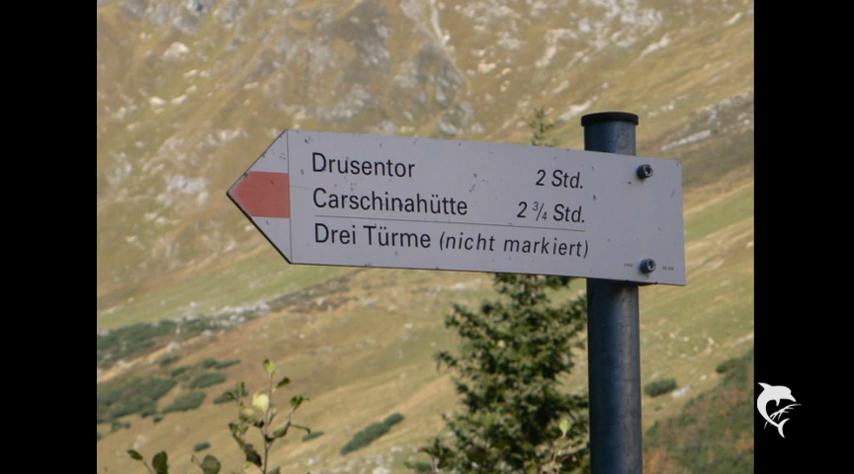 Drusentor 2 Std.
Carschinahütte 2 3/4 Std.
Drei Türme (nicht markiert)